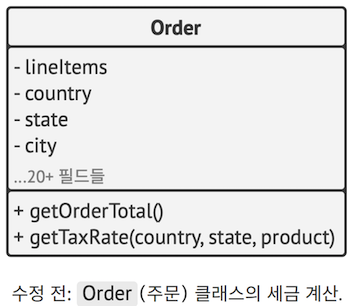 Order
- lineItems
- country
- state
- city
...20+ 필드들
+ getOrderTotal()
+ getTaxRate(country, state, product)
수정 전: Order (주문) 클래스의 세금 계산.